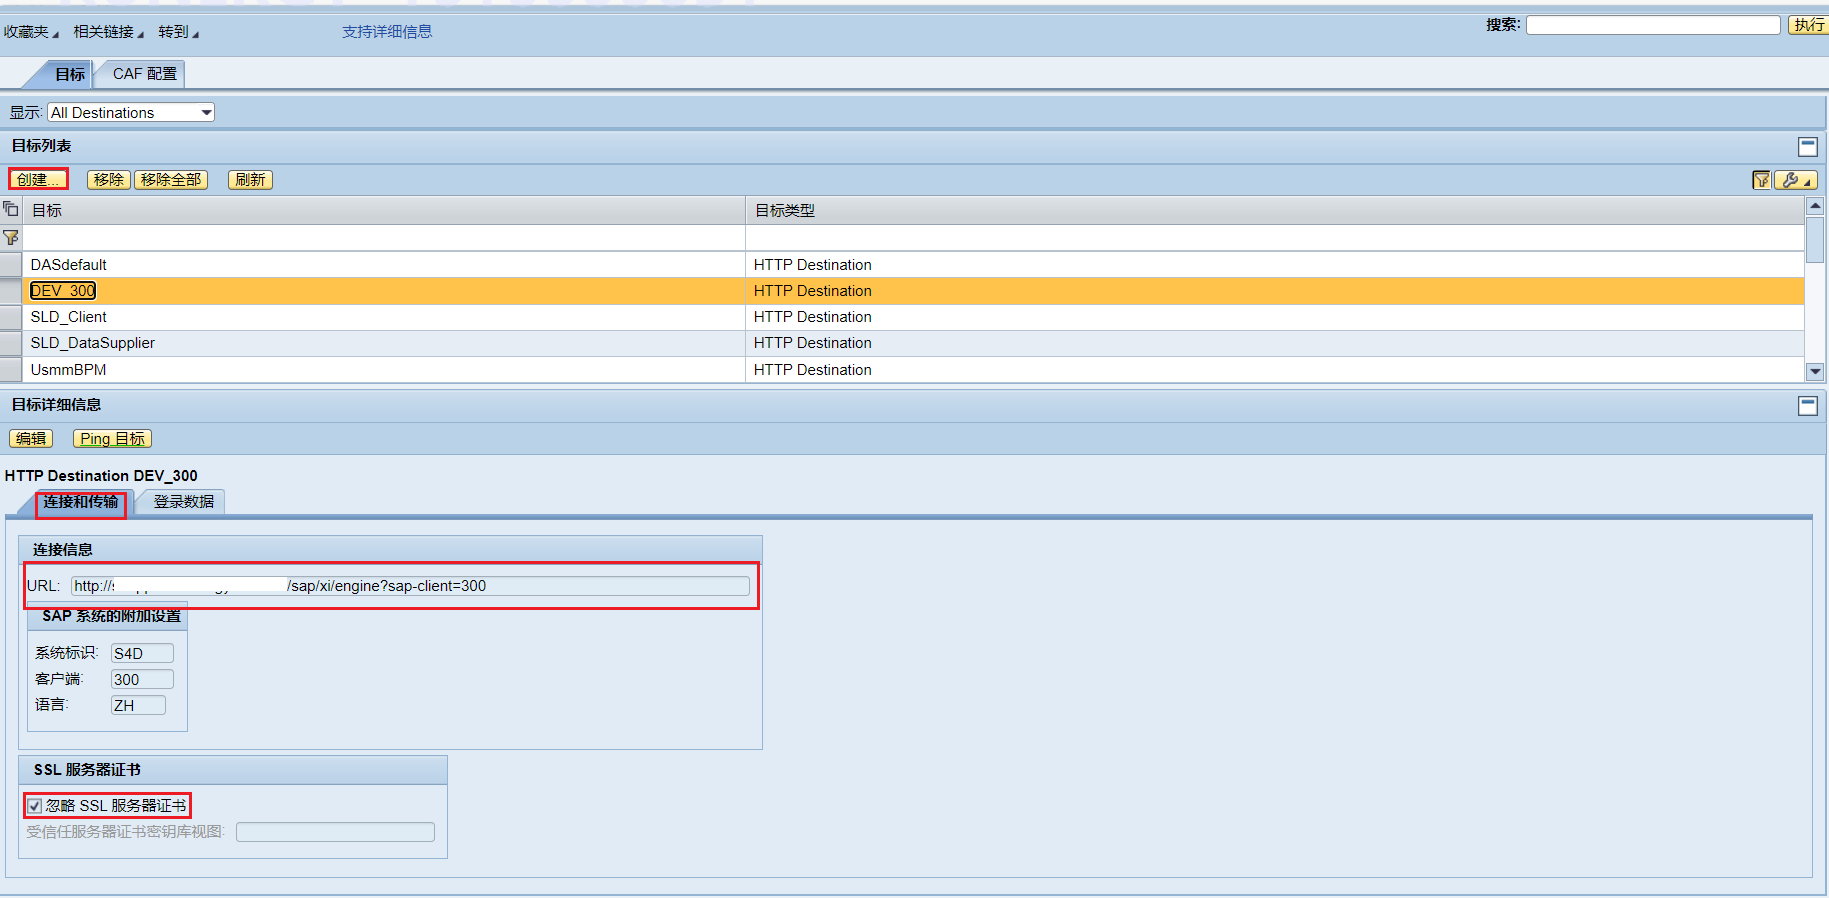 收藏夹 相关链接 转到 支持详细信息 搜索: 执行
目标 CAF 配置
显示: All Destinations
目标列表
创建... 移除 移除全部 刷新
目标 目标类型
DASdefault HTTP Destination
DEV_300 HTTP Destination
SLD_Client HTTP Destination
SLD_DataSupplier HTTP Destination
UsmmBPM HTTP Destination
目标详细信息
编辑 Ping 目标
HTTP Destination DEV_300
连接和传输 登录数据
连接信息
URL: http:// /sap/xi/engine?sap-client=300
SAP 系统的附加设置
系统标识: S4D
客户端: 300
语言: ZH
SSL 服务器证书
忽略 SSL 服务器证书
受信任服务器证书密钥库视图: